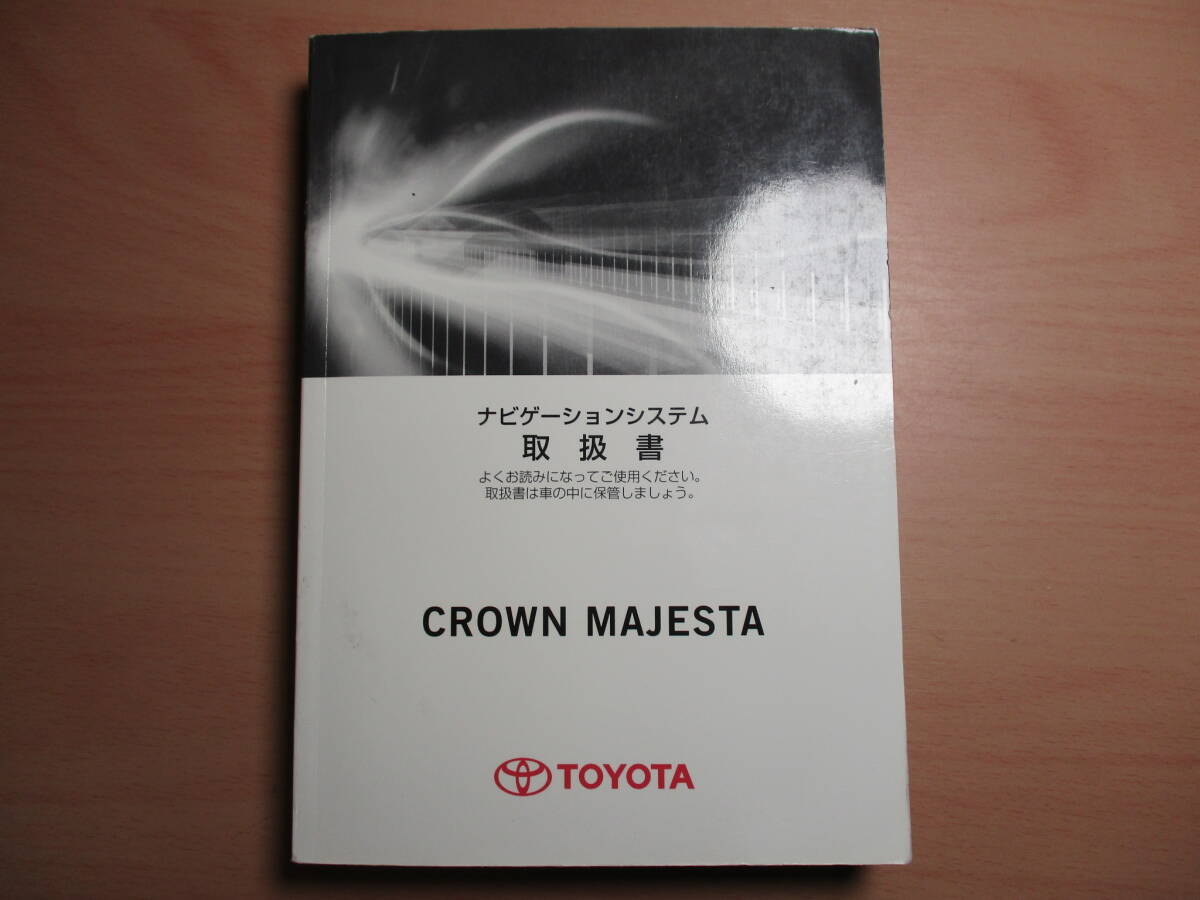 ナビゲーションシステム
取扱書
よくお読みになってご使用ください。
取扱書は車の中に保管しましょう。
CROWN MAJESTA
TOYOTA